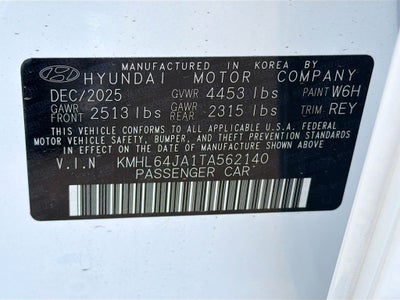 MANUFACTURED IN KOREA BY
HYUNDAI MOTOR COMPANY
DEC/2025 GVWR 4453 lbs PAINT W6H
GAWR FRONT 2513 lbs GAWR REAR 2315 lbs TRIM REY
THIS VEHICLE CONFORMS TO ALL APPLICABLE U.S.A. FEDERAL
MOTOR VEHICLE SAFETY, BUMPER, AND THEFT PREVENTION STANDARDS
IN EFFECT ON THE DATE OF MANUFACTURE SHOWN ABOVE.
V.I.N KMHL64JA1TA562140
PASSENGER CAR